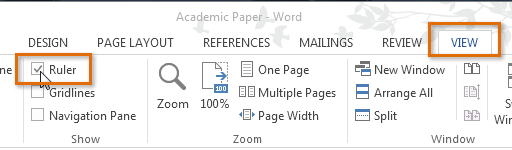 Academic Paper - Word
DESIGN PAGE LAYOUT REFERENCES MAILINGS REVIEW VIEW
Ruler
Gridlines
Navigation Pane
Show
Zoom
100%
100
One Page
Multiple Pages
Page Width
Zoom
New Window
Arrange All
Split
Window